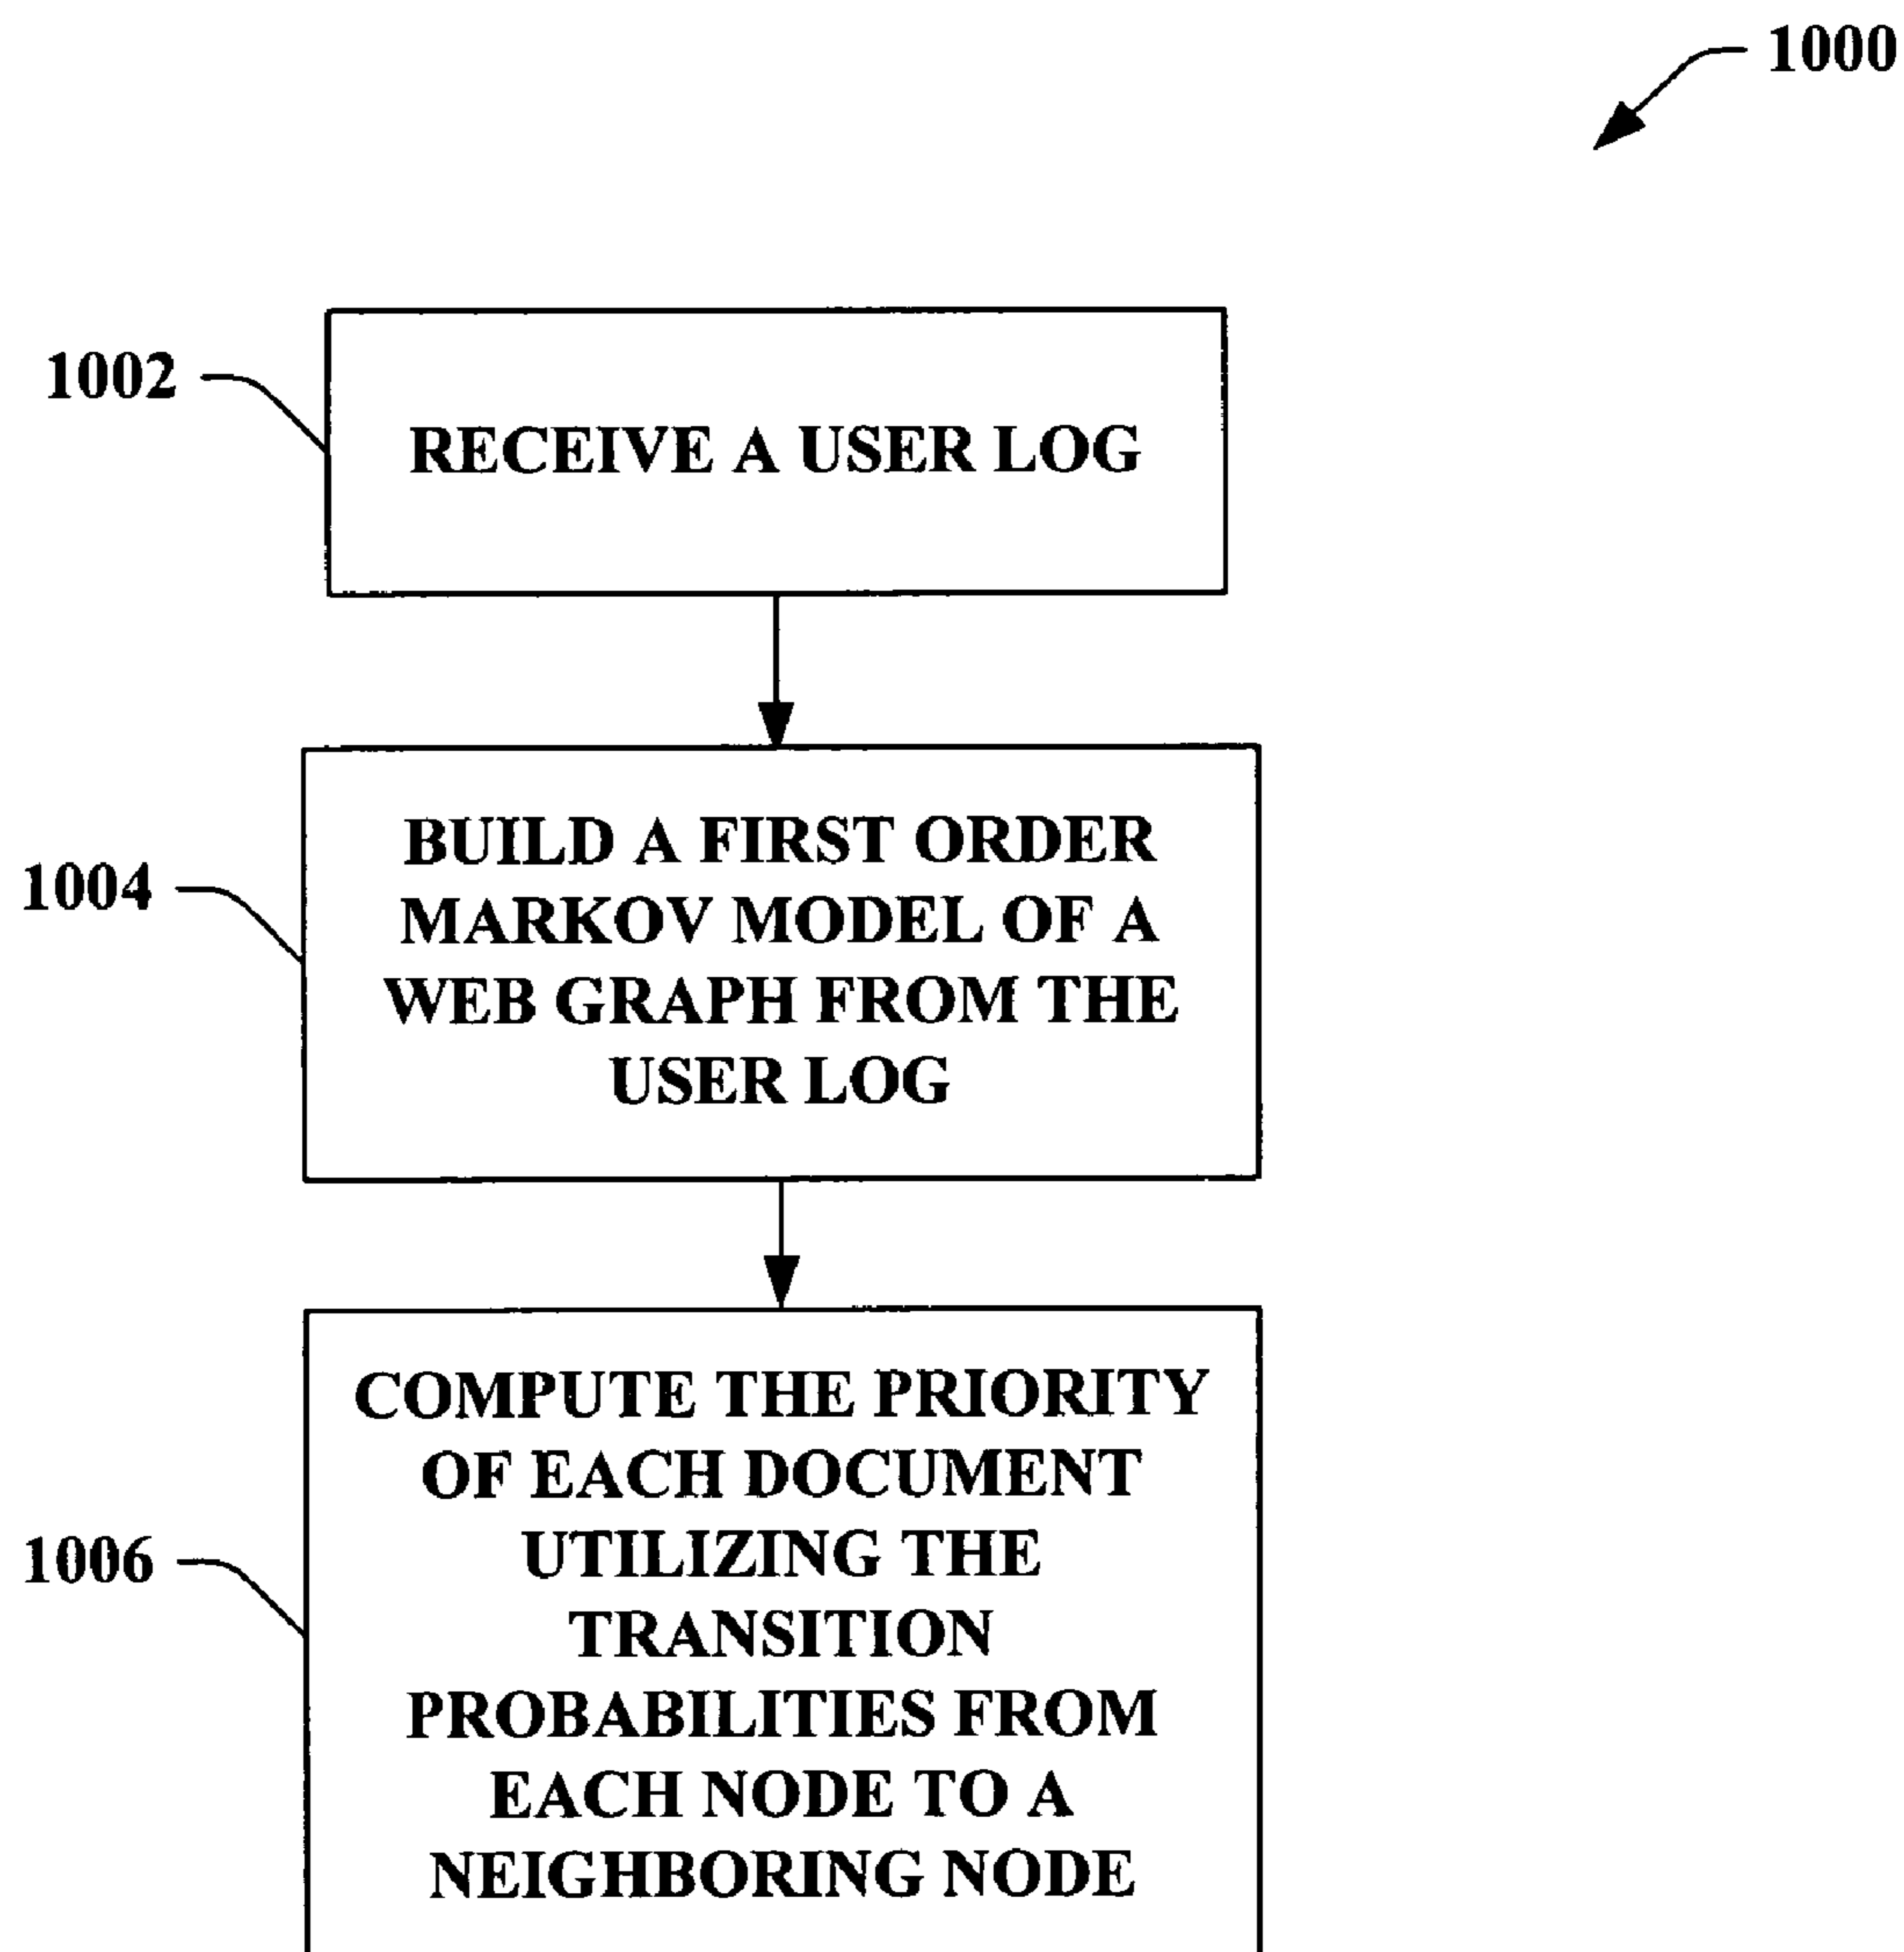 1000
1002
RECEIVE A USER LOG
1004
BUILD A FIRST ORDER
MARKOV MODEL OF A
WEB GRAPH FROM THE
USER LOG
1006
COMPUTE THE PRIORITY
OF EACH DOCUMENT
UTILIZING THE
TRANSITION
PROBABILITIES FROM
EACH NODE TO A
NEIGHBORING NODE